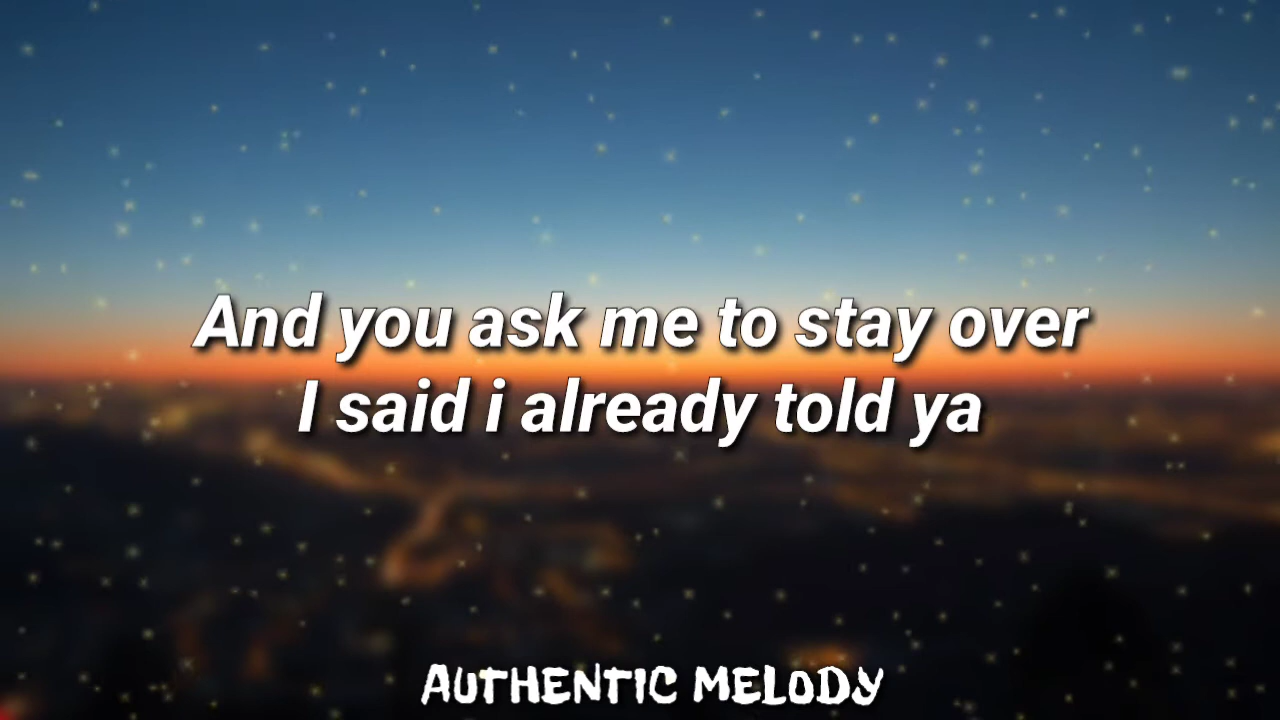 And you ask me to stay over
I said i already told ya
AUTHENTIC MELODY